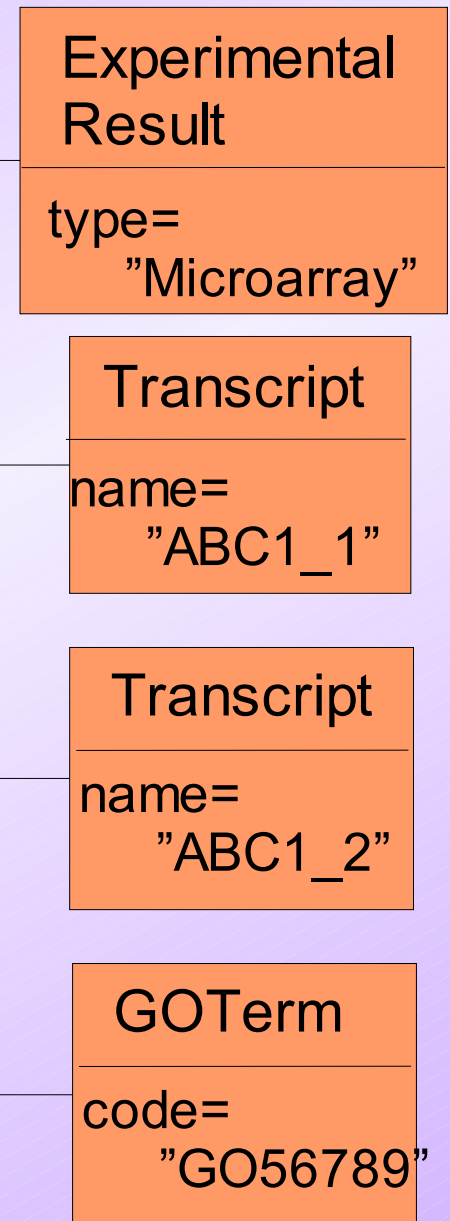 Experimental
Result
type=
”Microarray”
Transcript
name=
”ABC1_1”
Transcript
name=
”ABC1_2”
GOTerm
code=
”GO56789”